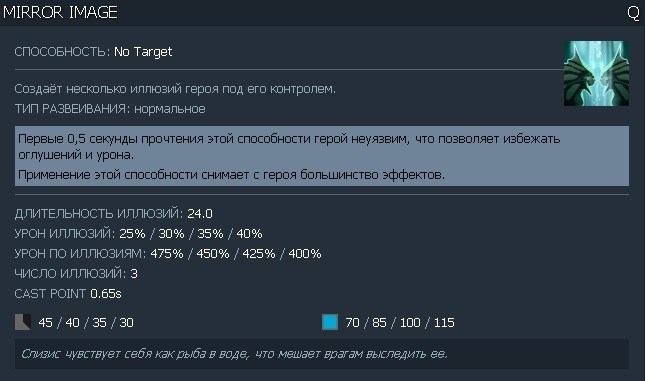 MIRROR IMAGE Q
СПОСОБНОСТЬ: No Target
Создаёт несколько иллюзий героя под его контролем.
ТИП РАЗВЕИВАНИЯ: нормальное
Первые 0,5 секунды прочтения этой способности герой неуязвим, что позволяет избежать
оглушений и урона.
Применение этой способности снимает с героя большинство эффектов.
ДЛИТЕЛЬНОСТЬ ИЛЛЮЗИЙ: 24.0
УРОН ИЛЛЮЗИЙ: 25% / 30% / 35% / 40%
УРОН ПО ИЛЛЮЗИЯМ: 475% / 450% / 425% / 400%
ЧИСЛО ИЛЛЮЗИЙ: 3
CAST POINT 0.65s
45 / 40 / 35 / 30 70 / 85 / 100 / 115
Слизис чувствует себя как рыба в воде, что мешает врагам выследить ее.